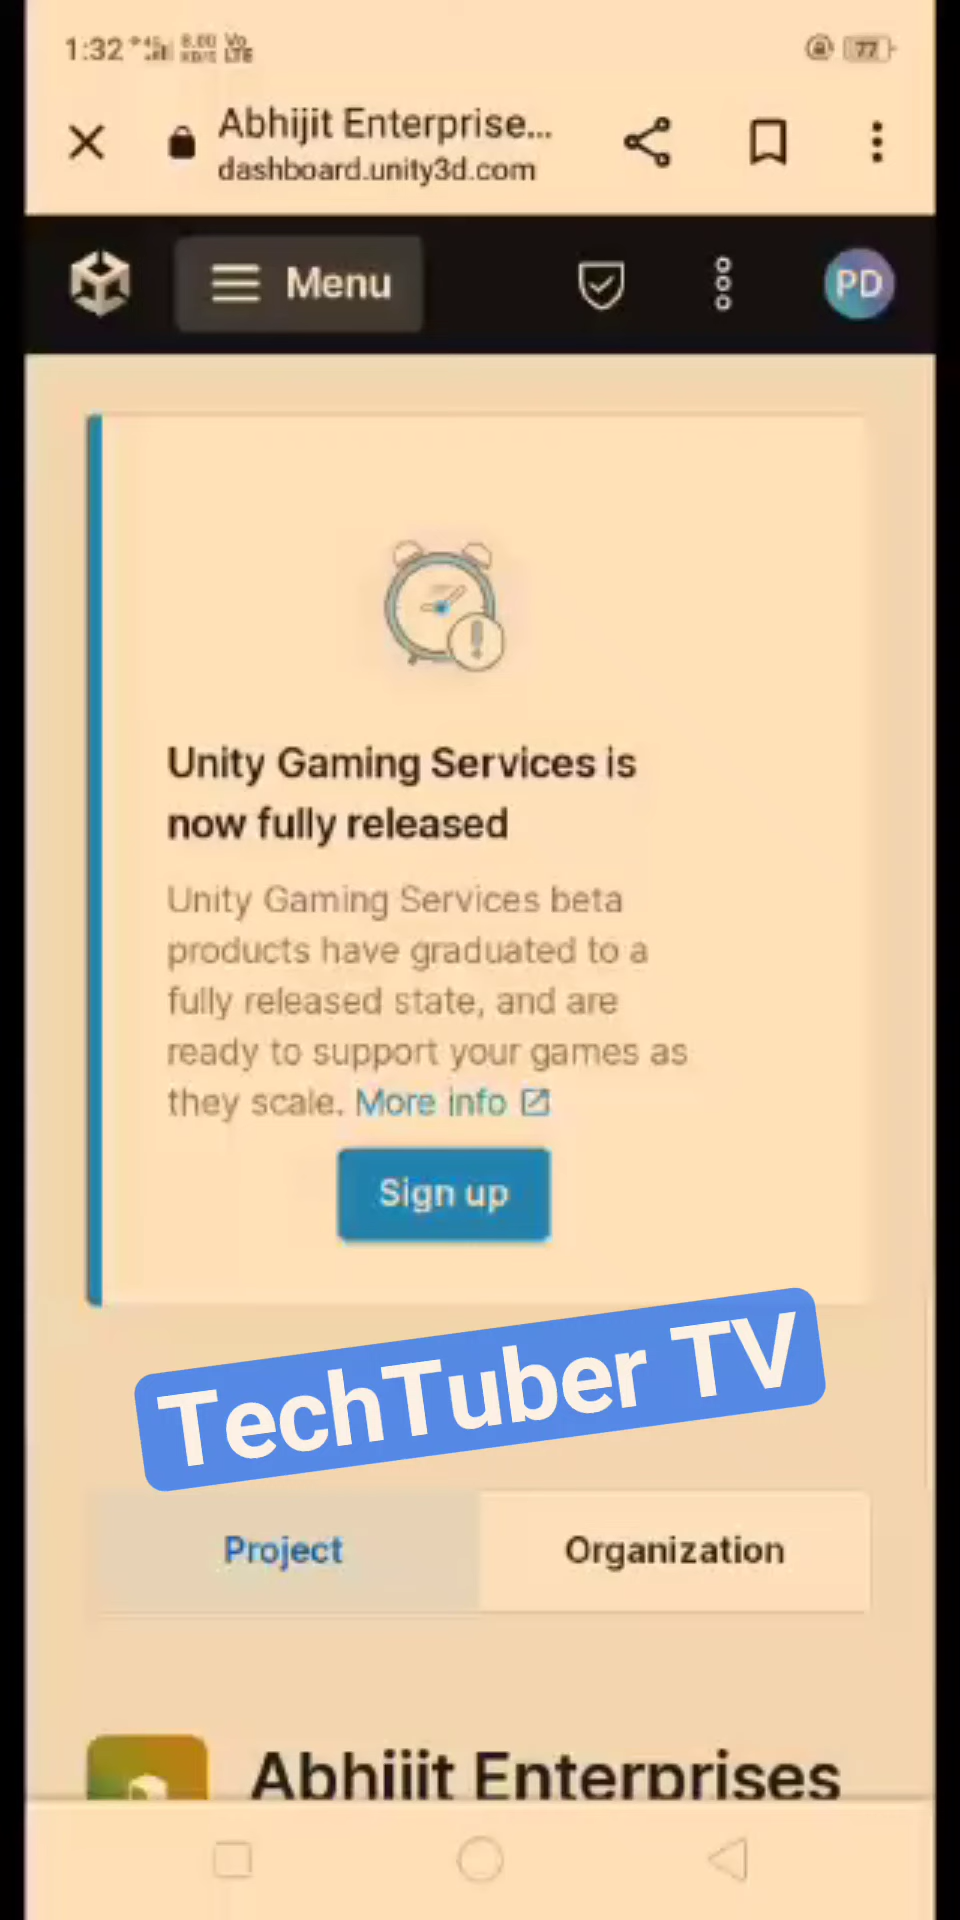 1:32
77
Abhijit Enterprise...
dashboard.unity3d.com
Menu
PD
Unity Gaming Services is
now fully released
Unity Gaming Services beta
products have graduated to a
fully released state, and are
ready to support your games as
they scale. More info
Sign up
TechTuber TV
Project
Organization
Abhijit Enterprises